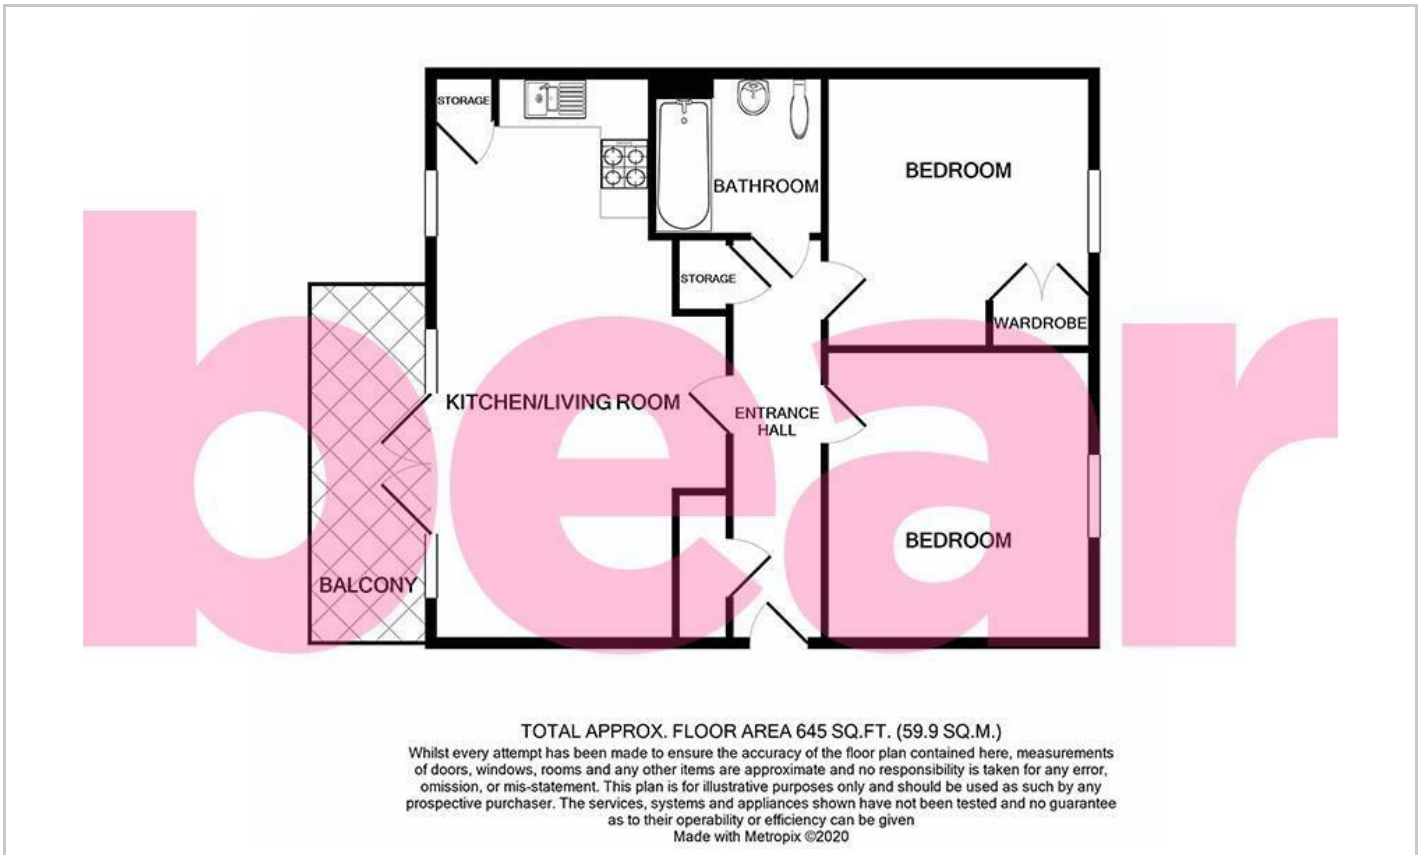 STORAGE
BATHROOM
BEDROOM
STORAGE
WARDROBE
KITCHEN/LIVING ROOM
ENTRANCE
HALL
BEDROOM
BALCONY
bear
TOTAL APPROX. FLOOR AREA 645 SQ.FT. (59.9 SQ.M.)
Whilst every attempt has been made to ensure the accuracy of the floor plan contained here, measurements
of doors, windows, rooms and any other items are approximate and no responsibility is taken for any error,
omission, or mis-statement. This plan is for illustrative purposes only and should be used as such by any
prospective purchaser. The services, systems and appliances shown have not been tested and no guarantee
as to their operability or efficiency can be given
Made with Metropix ©2020